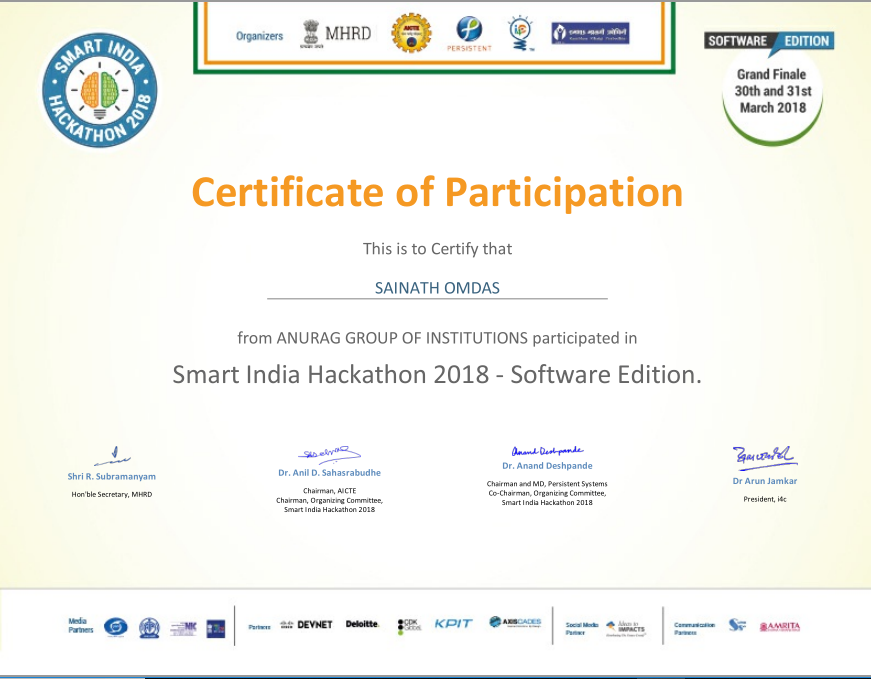 SMART INDIA
HACKATHON 2018
Organizers
MHRD
AICTE
PERSISTENT
SOFTWARE EDITION
Grand Finale
30th and 31st
March 2018
Certificate of Participation
This is to Certify that
SAINATH OMDAS
from ANURAG GROUP OF INSTITUTIONS participated in
Smart India Hackathon 2018 - Software Edition.
Shri R. Subramanyam
Hon'ble Secretary, MHRD
Dr. Anil D. Sahasrabudhe
Chairman, AICTE
Chairman, Organizing Committee,
Smart India Hackathon 2018
Anand Deshpande
Dr. Anand Deshpande
Chairman and MD, Persistent Systems
Co-Chairman, Organizing Committee,
Smart India Hackathon 2018
Dr Arun Jamkar
President, i4c
Media
Partners
Partners
DEVNET
Deloitte.
CDK
Global
KPIT
AXISCADES
Social Media
Partner
IMPACTS
Communication
Partners
AMRITA